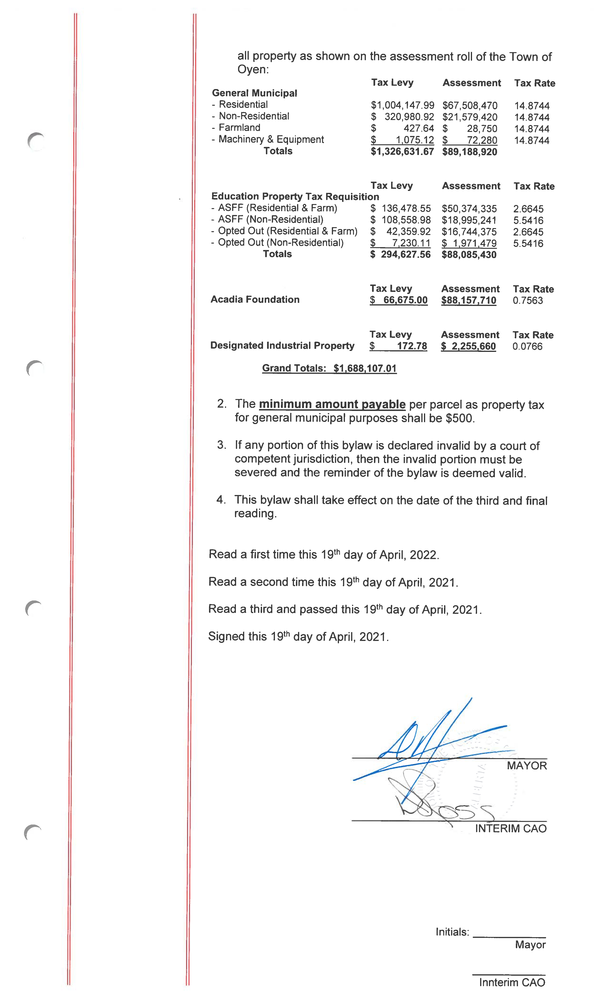 all property as shown on the assessment roll of the Town of
Oyen:
Tax Levy Assessment Tax Rate
General Municipal
- Residential $1,004,147.99 $67,508,470 14.8744
- Non-Residential $ 320,980.92 $21,579,420 14.8744
- Farmland $ 427.64 $ 28,750 14.8744
- Machinery & Equipment $ 1,075.12 $ 72,280 14.8744
Totals $1,326,631.67 $89,188,920
Tax Levy Assessment Tax Rate
Education Property Tax Requisition
- ASFF (Residential & Farm) $ 136,478.55 $50,374,335 2.6645
- ASFF (Non-Residential) $ 108,558.98 $18,995,241 5.5416
- Opted Out (Residential & Farm) $ 42,359.92 $16,744,375 2.6645
- Opted Out (Non-Residential) $ 7,230.11 $ 1,971,479 5.5416
Totals $ 294,627.56 $88,085,430
Tax Levy Assessment Tax Rate
Acadia Foundation $ 66,675.00 $88,157,710 0.7563
Tax Levy Assessment Tax Rate
Designated Industrial Property $ 172.78 $ 2,255,660 0.0766
Grand Totals: $1,688,107.01
2. The minimum amount payable per parcel as property tax
for general municipal purposes shall be $500.
3. If any portion of this bylaw is declared invalid by a court of
competent jurisdiction, then the invalid portion must be
severed and the reminder of the bylaw is deemed valid.
4. This bylaw shall take effect on the date of the third and final
reading.
Read a first time this 19th day of April, 2022.
Read a second time this 19th day of April, 2021.
Read a third and passed this 19th day of April, 2021.
Signed this 19th day of April, 2021.
MAYOR
INTERIM CAO
Initials:
Mayor
Innterim CAO